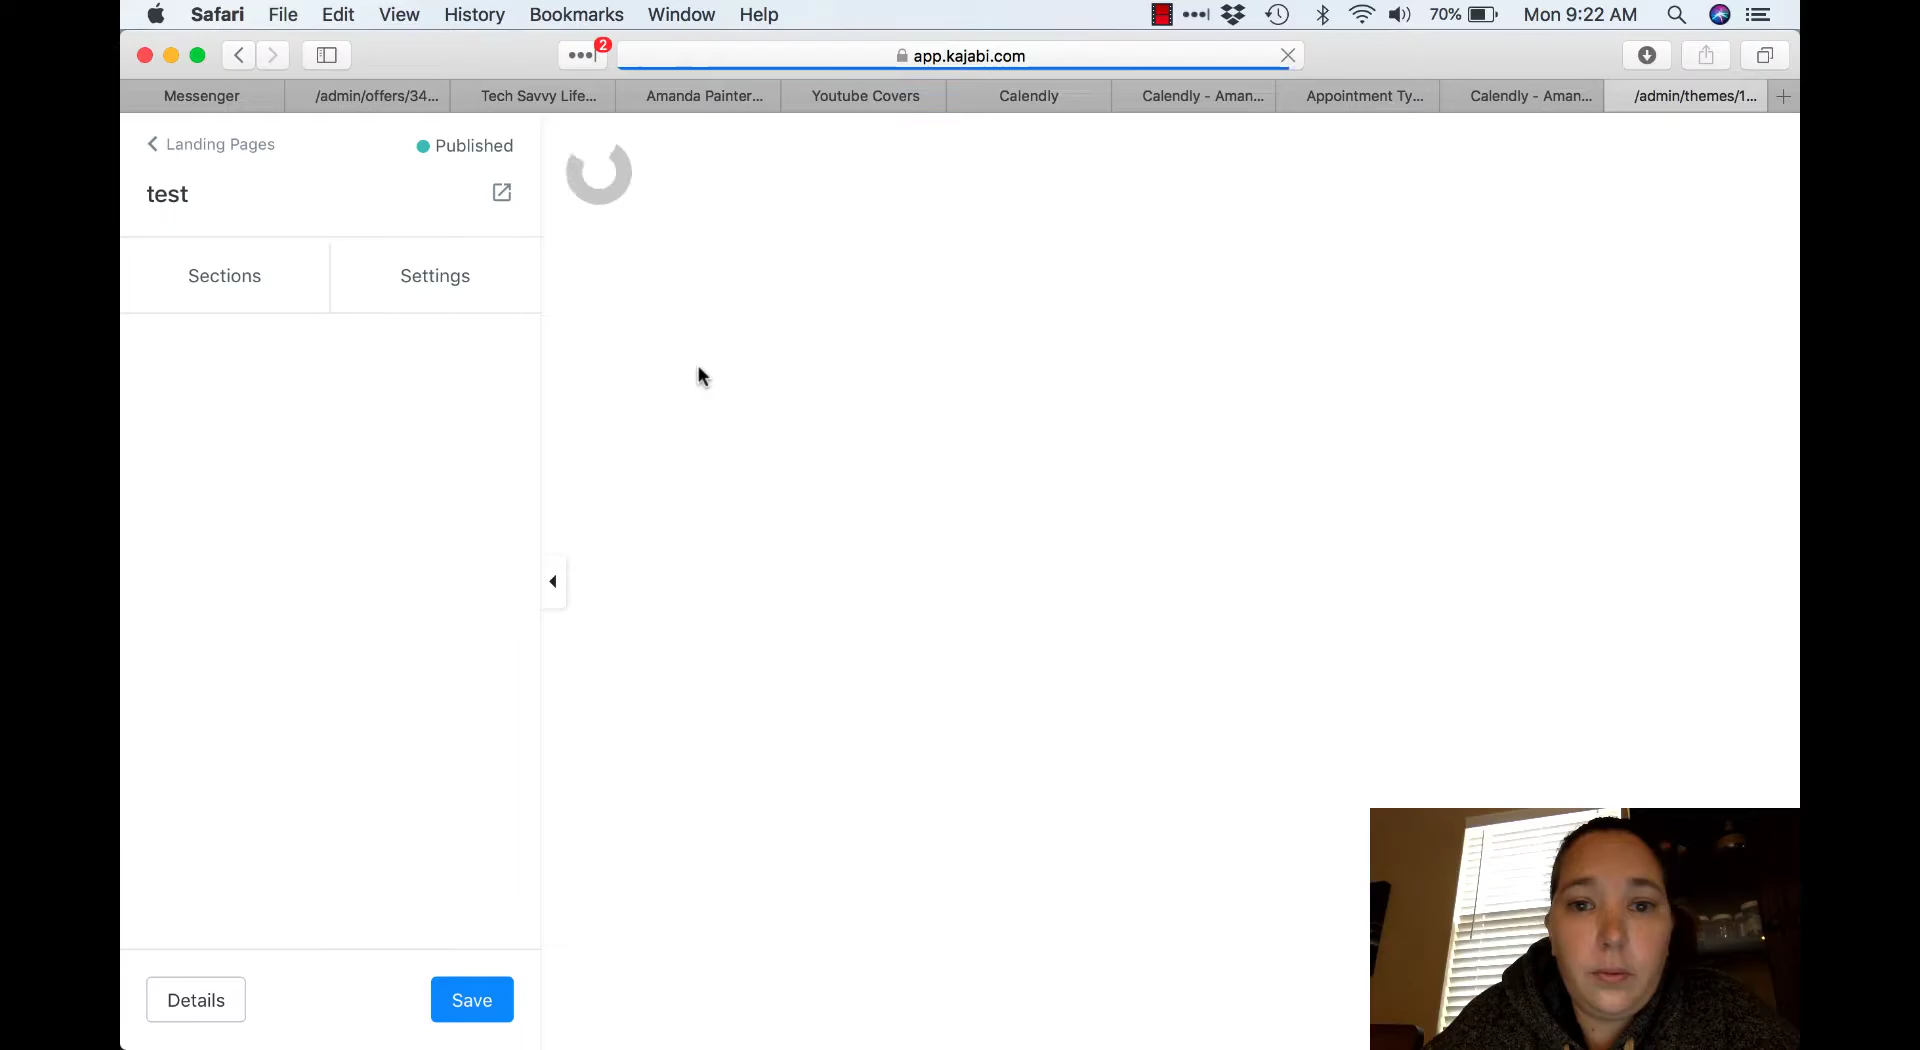 Safari File Edit View History Bookmarks Window Help 70% Mon 9:22 AM
2 app.kajabi.com
Messenger /admin/offers/34... Tech Savvy Life... Amanda Painter... Youtube Covers Calendly Calendly - Aman... Appointment Ty... Calendly - Aman... /admin/themes/1...
Landing Pages Published
test
Sections Settings
Details Save